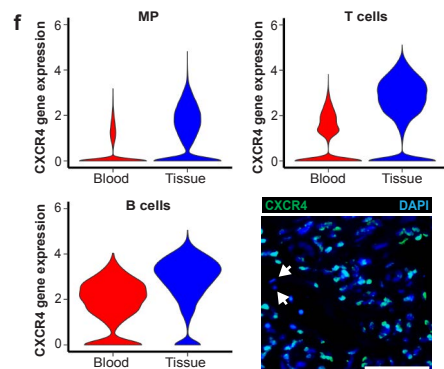 f
MP
CXCR4 gene expression
6
4
2
0
Blood Tissue
T cells
CXCR4 gene expression
6
4
2
0
Blood Tissue
B cells
CXCR4 gene expression
6
4
2
0
Blood Tissue
CXCR4 DAPI